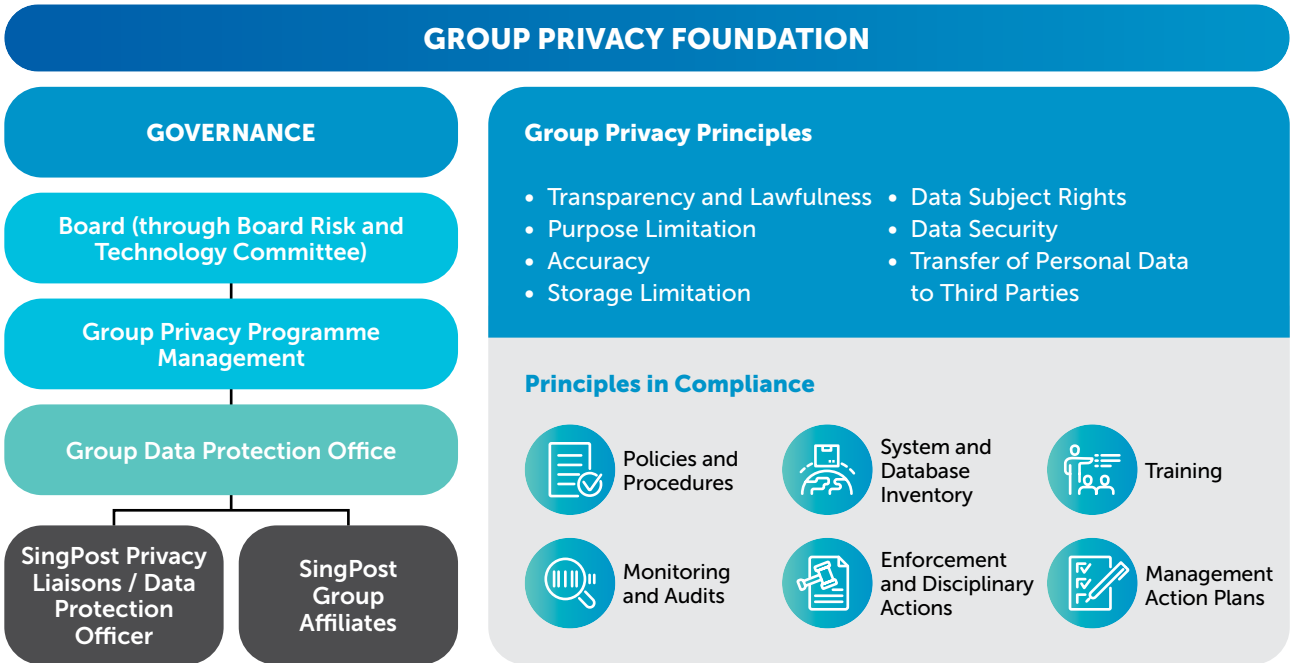 GROUP PRIVACY FOUNDATION
GOVERNANCE
Board (through Board Risk and
Technology Committee)
Group Privacy Programme
Management
Group Data Protection Office
SingPost Privacy
Liaisons / Data
Protection
Officer
SingPost
Group
Affiliates
Group Privacy Principles
• Transparency and Lawfulness
• Purpose Limitation
• Accuracy
• Storage Limitation
• Data Subject Rights
• Data Security
• Transfer of Personal Data
to Third Parties
Principles in Compliance
Policies and
Procedures
System and
Database
Inventory
Training
Monitoring
and Audits
Enforcement
and Disciplinary
Actions
Management
Action Plans